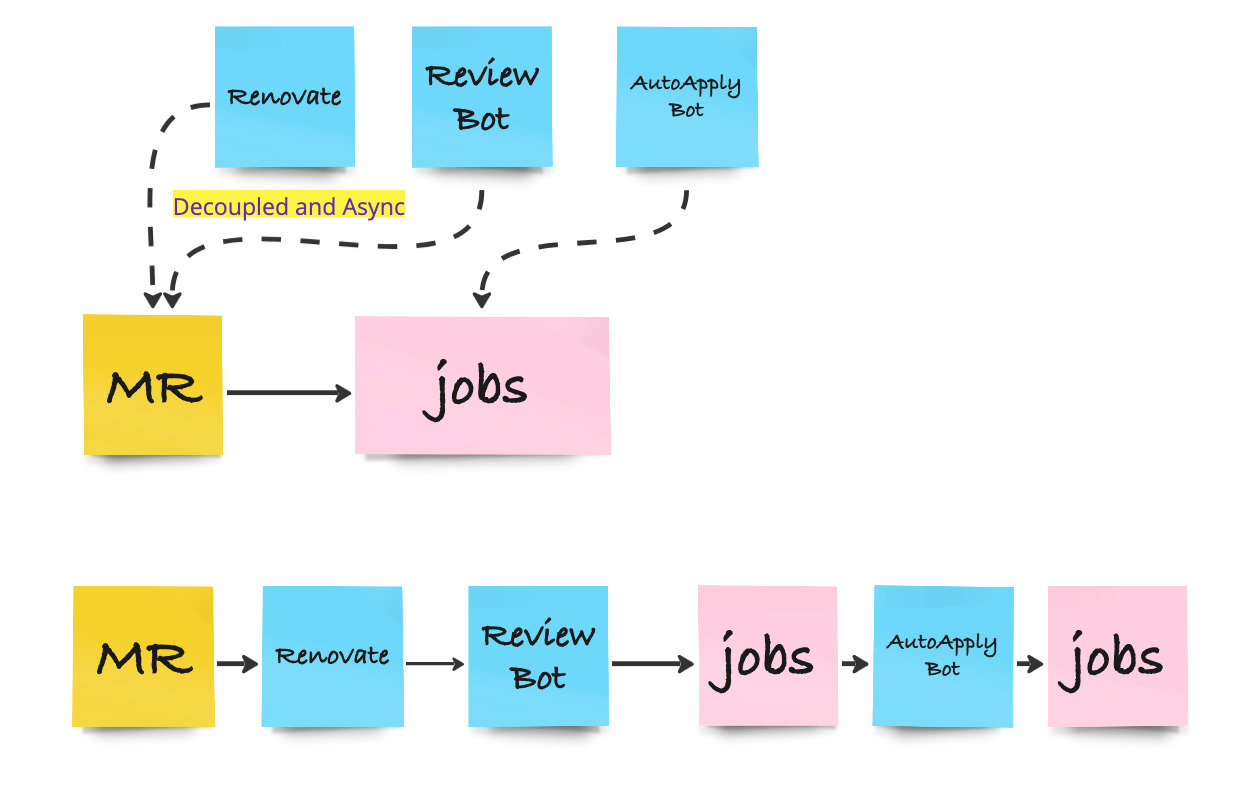 Renovate
Review
Bot
AutoApply
Bot
Decoupled and Async
MR
jobs
MR
Renovate
Review
Bot
jobs
AutoApply
Bot
jobs